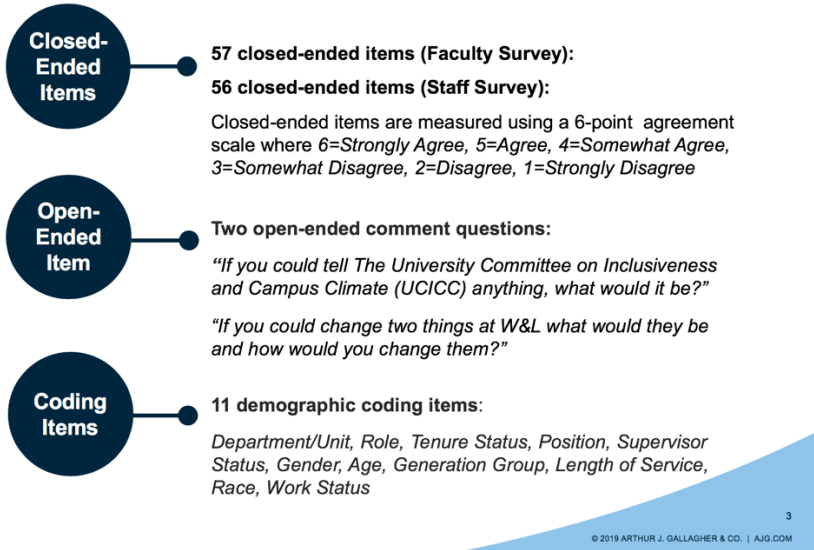 Closed-
Ended
Items
57 closed-ended items (Faculty Survey):
56 closed-ended items (Staff Survey):
Closed-ended items are measured using a 6-point agreement
scale where 6=Strongly Agree, 5=Agree, 4=Somewhat Agree,
3=Somewhat Disagree, 2=Disagree, 1=Strongly Disagree
Open-
Ended
Item
Two open-ended comment questions:
“If you could tell The University Committee on Inclusiveness
and Campus Climate (UCICC) anything, what would it be?”
“If you could change two things at W&L what would they be
and how would you change them?”
Coding
Items
11 demographic coding items:
Department/Unit, Role, Tenure Status, Position, Supervisor
Status, Gender, Age, Generation Group, Length of Service,
Race, Work Status
3
© 2019 ARTHUR J. GALLAGHER & CO. | AJG.COM